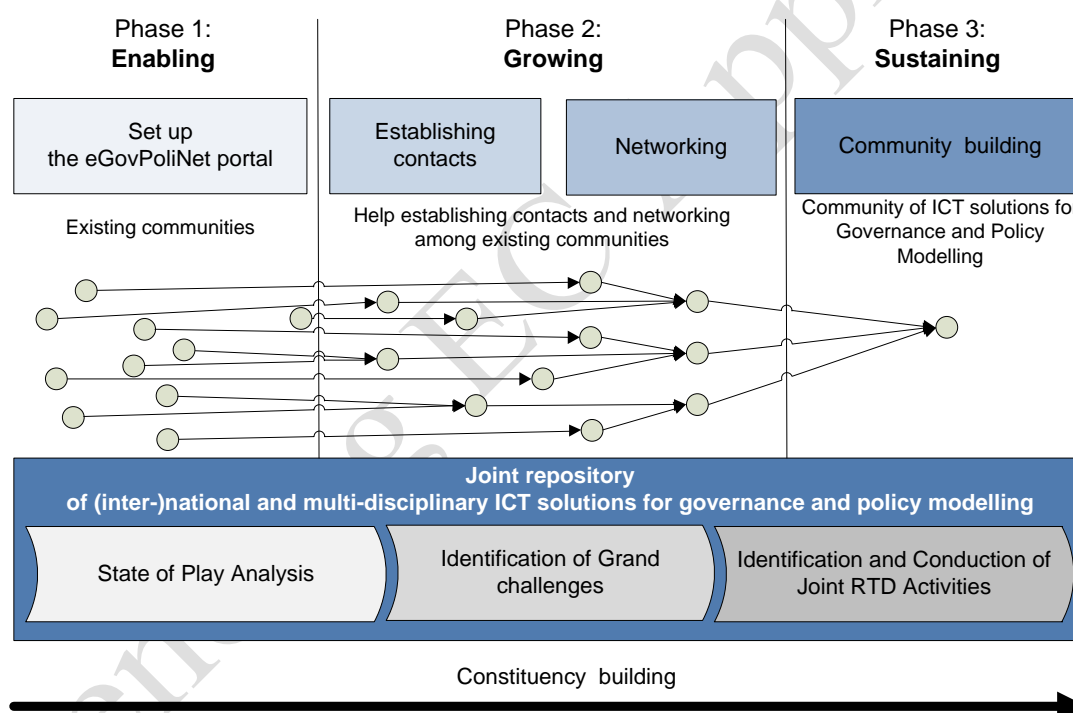 Phase 1:
Enabling
Phase 2:
Growing
Phase 3:
Sustaining
Set up
the eGovPoliNet portal
Establishing
contacts
Networking
Community building
Existing communities
Help establishing contacts and networking
among existing communities
Community of ICT solutions for
Governance and Policy
Modelling
Joint repository
of (inter-)national and multi-disciplinary ICT solutions for governance and policy modelling
State of Play Analysis
Identification of Grand
challenges
Identification and Conduction of
Joint RTD Activities
Constituency building